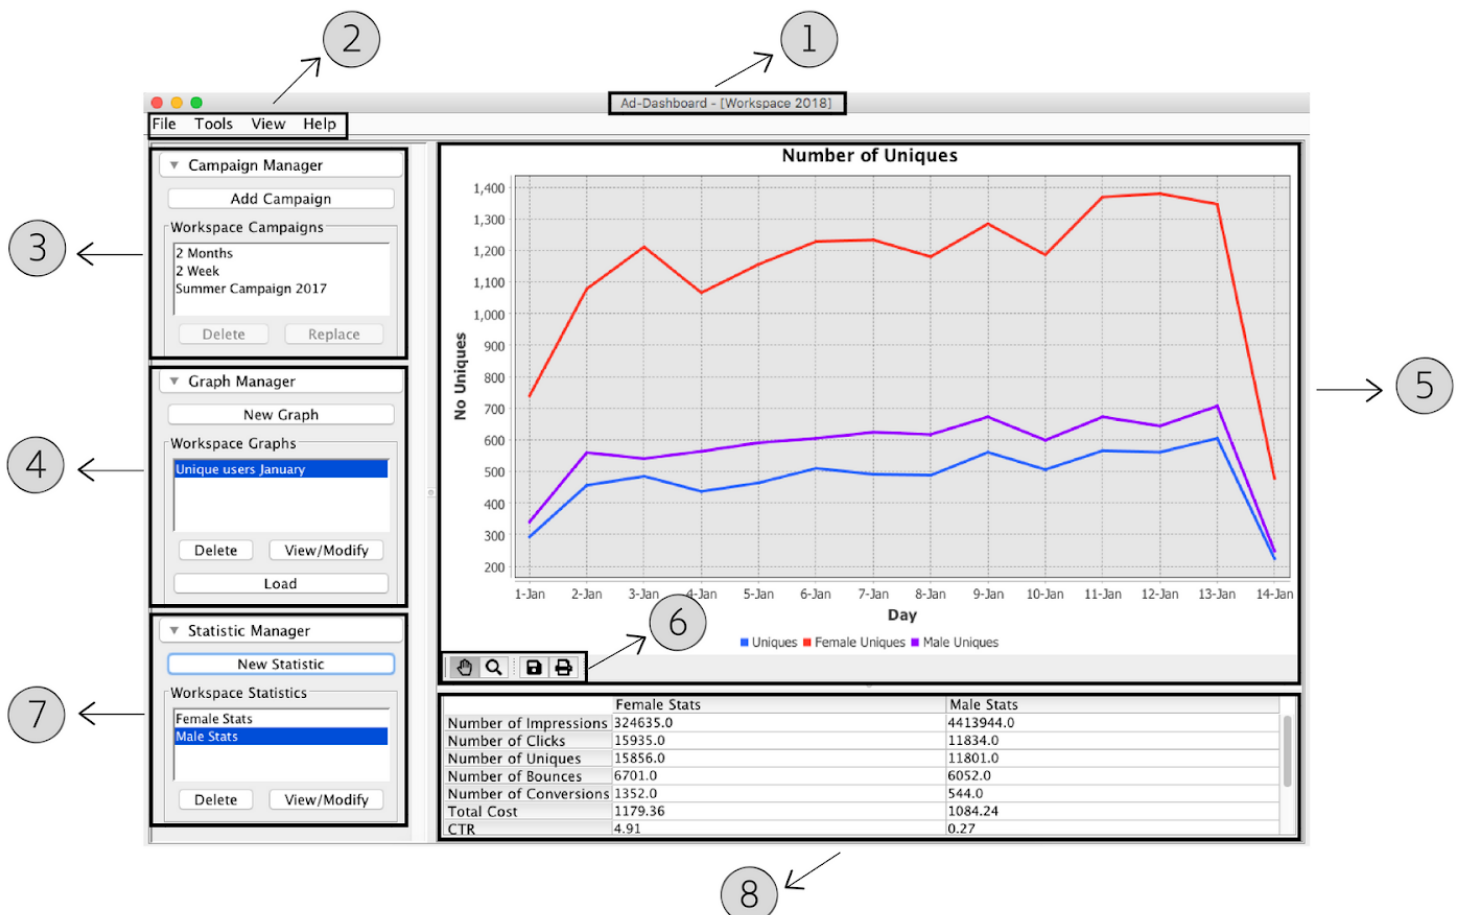 2
1
Ad-Dashboard - [Workspace 2018]
File Tools View Help
3
Campaign Manager
Add Campaign
Workspace Campaigns
2 Months
2 Week
Summer Campaign 2017
Delete Replace
4
Graph Manager
New Graph
Workspace Graphs
Unique users January
Delete View/Modify
Load
7
Statistic Manager
New Statistic
Workspace Statistics
Female Stats
Male Stats
Delete View/Modify
Number of Uniques
No Uniques
1,400
1,300
1,200
1,100
1,000
900
800
700
600
500
400
300
200
1-Jan 2-Jan 3-Jan 4-Jan 5-Jan 6-Jan 7-Jan 8-Jan 9-Jan 10-Jan 11-Jan 12-Jan 13-Jan 14-Jan
Day
Uniques Female Uniques Male Uniques
5
6
Female Stats Male Stats
Number of Impressions 324635.0 4413944.0
Number of Clicks 15935.0 11834.0
Number of Uniques 15856.0 11801.0
Number of Bounces 6701.0 6052.0
Number of Conversions 1352.0 544.0
Total Cost 1179.36 1084.24
CTR 4.91 0.27
8